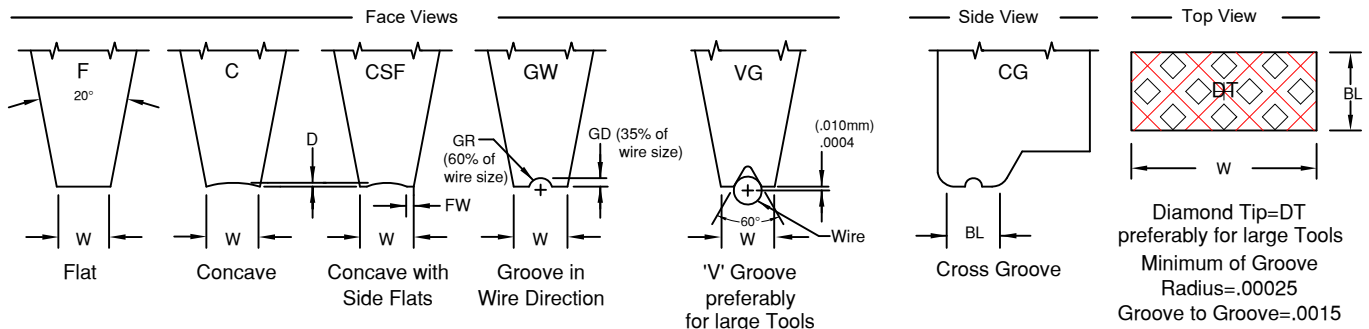 Face Views
Side View
Top View
F
20°
C
CSF
GW
VG
CG
DT
D
GR
(60% of
wire size)
GD (35% of
wire size)
(.010mm)
.0004
BL
FW
60°
Wire
W
W
W
W
W
BL
W
Flat
Concave
Concave with
Side Flats
Groove in
Wire Direction
'V' Groove
preferably
for large Tools
Cross Groove
Diamond Tip=DT
preferably for large Tools
Minimum of Groove
Radius=.00025
Groove to Groove=.0015